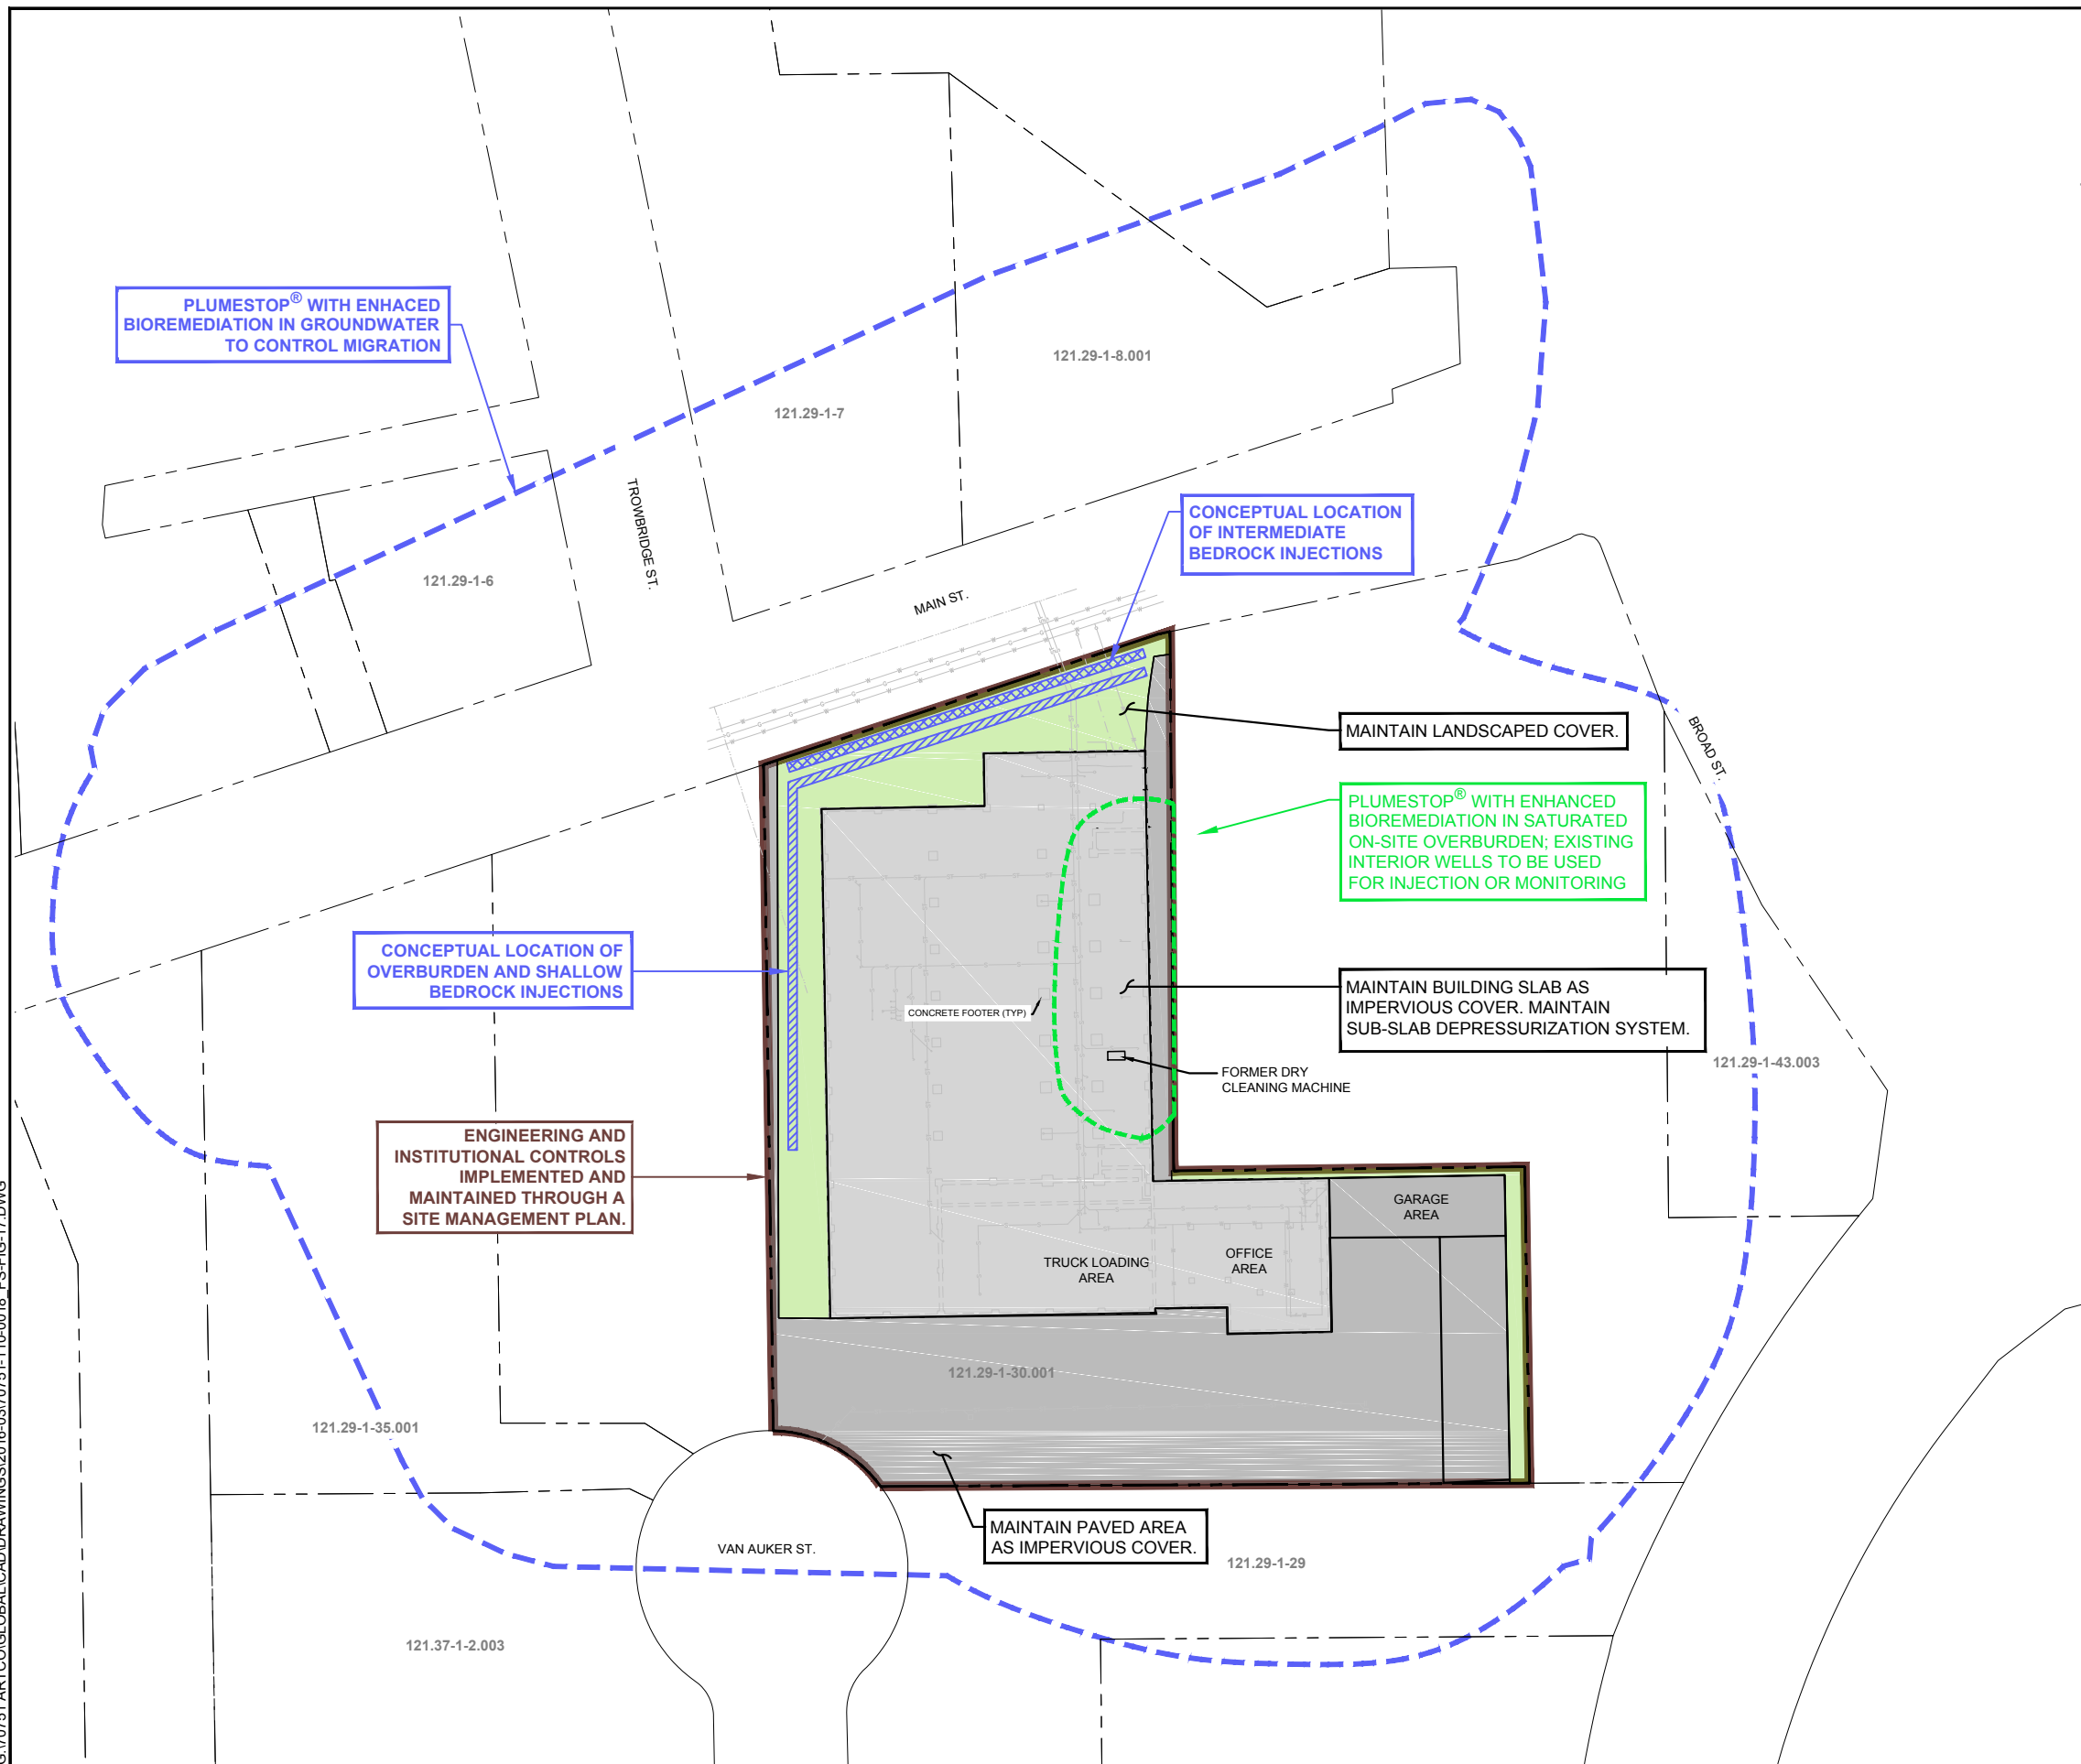 PLUMESTOP® WITH ENHACED
BIOREMEDIATION IN GROUNDWATER
TO CONTROL MIGRATION
121.29-1-8.001
121.29-1-7
TROWBRIDGE ST.
121.29-1-6
CONCEPTUAL LOCATION
OF INTERMEDIATE
BEDROCK INJECTIONS
MAIN ST.
MAINTAIN LANDSCAPED COVER.
BROAD ST.
PLUMESTOP® WITH ENHANCED
BIOREMEDIATION IN SATURATED
ON-SITE OVERBURDEN; EXISTING
INTERIOR WELLS TO BE USED
FOR INJECTION OR MONITORING
CONCEPTUAL LOCATION OF
OVERBURDEN AND SHALLOW
BEDROCK INJECTIONS
CONCRETE FOOTER (TYP)
MAINTAIN BUILDING SLAB AS
IMPERVIOUS COVER. MAINTAIN
SUB-SLAB DEPRESSURIZATION SYSTEM.
121.29-1-43.003
FORMER DRY
CLEANING MACHINE
ENGINEERING AND
INSTITUTIONAL CONTROLS
IMPLEMENTED AND
MAINTAINED THROUGH A
SITE MANAGEMENT PLAN.
GARAGE
AREA
TRUCK LOADING
AREA
OFFICE
AREA
121.29-1-30.001
121.29-1-35.001
MAINTAIN PAVED AREA
AS IMPERVIOUS COVER.
VAN AUKER ST.
121.29-1-29
121.37-1-2.003